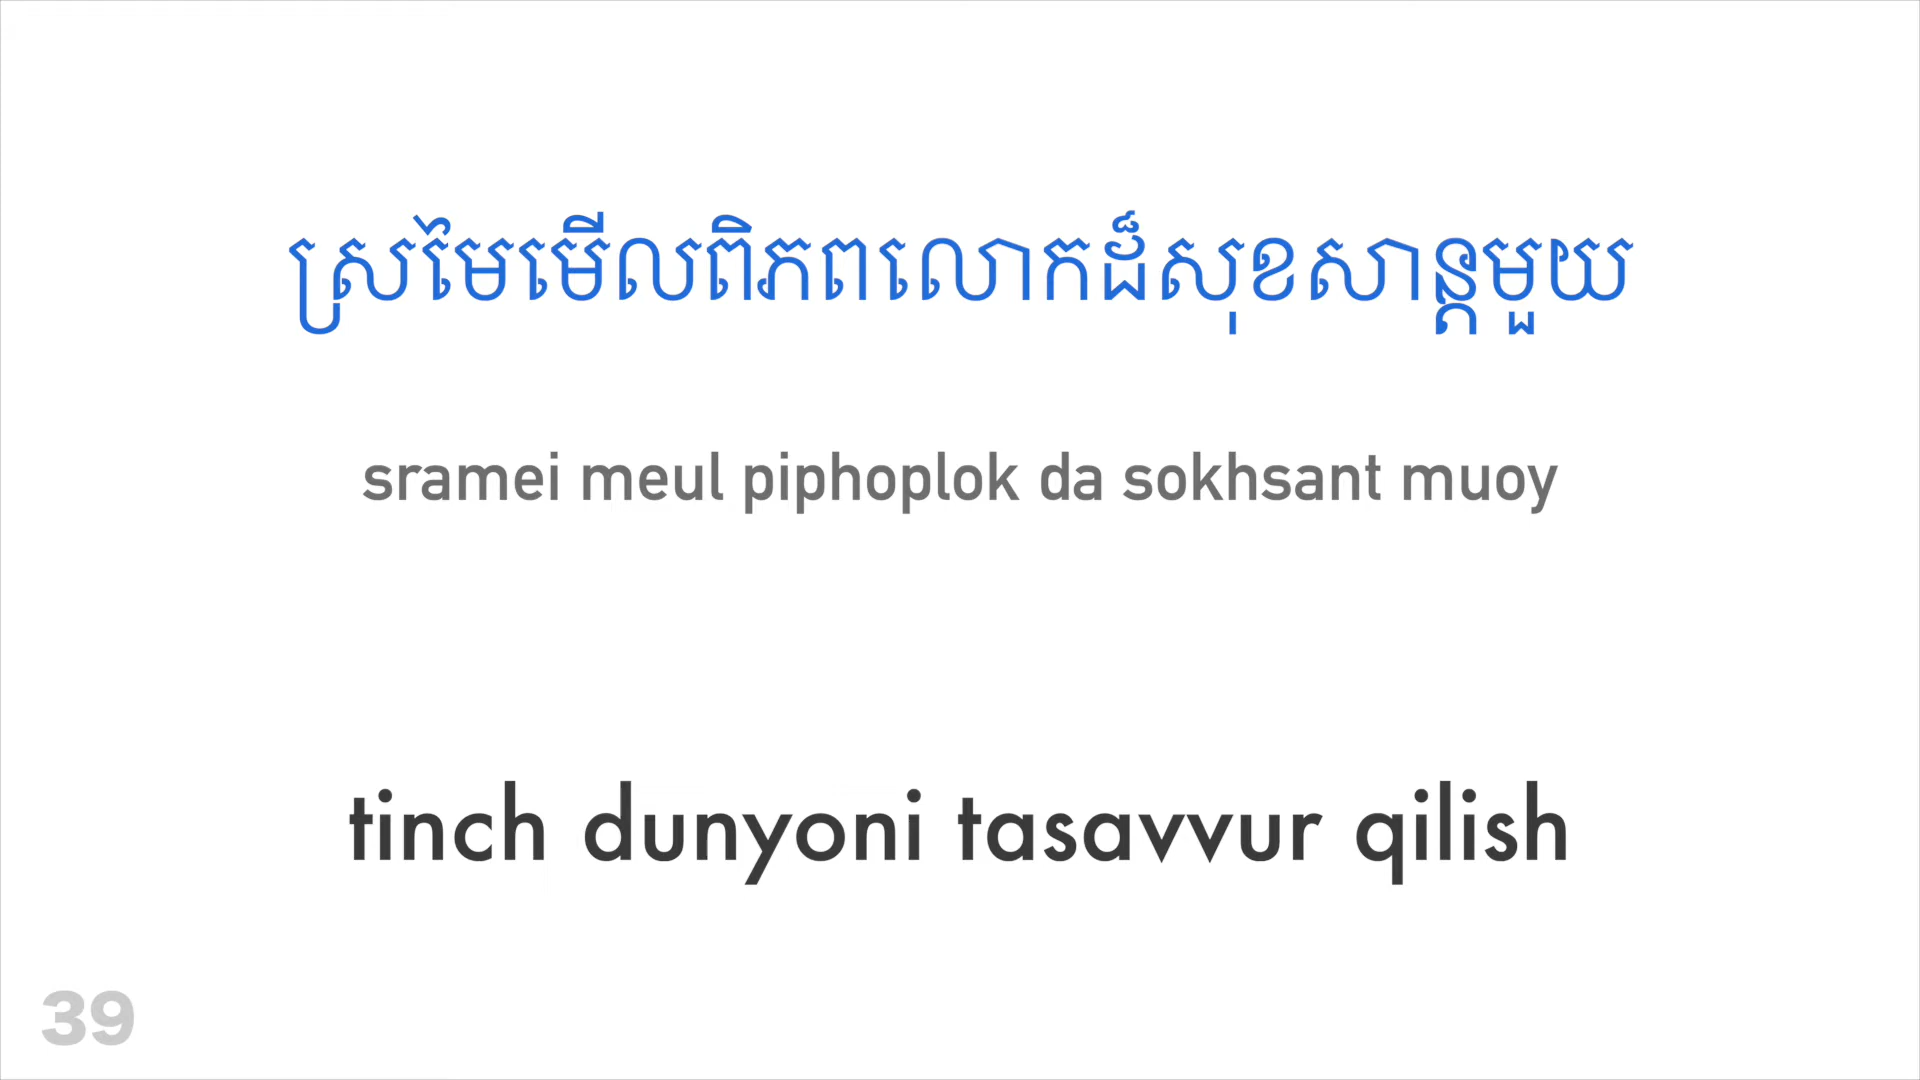 ស្រមៃមើលពិភពលោកដ៏សុខសាន្តមួយ
sramei meul piphoplok da sokhsant muoy
tinch dunyoni tasavvur qilish
39